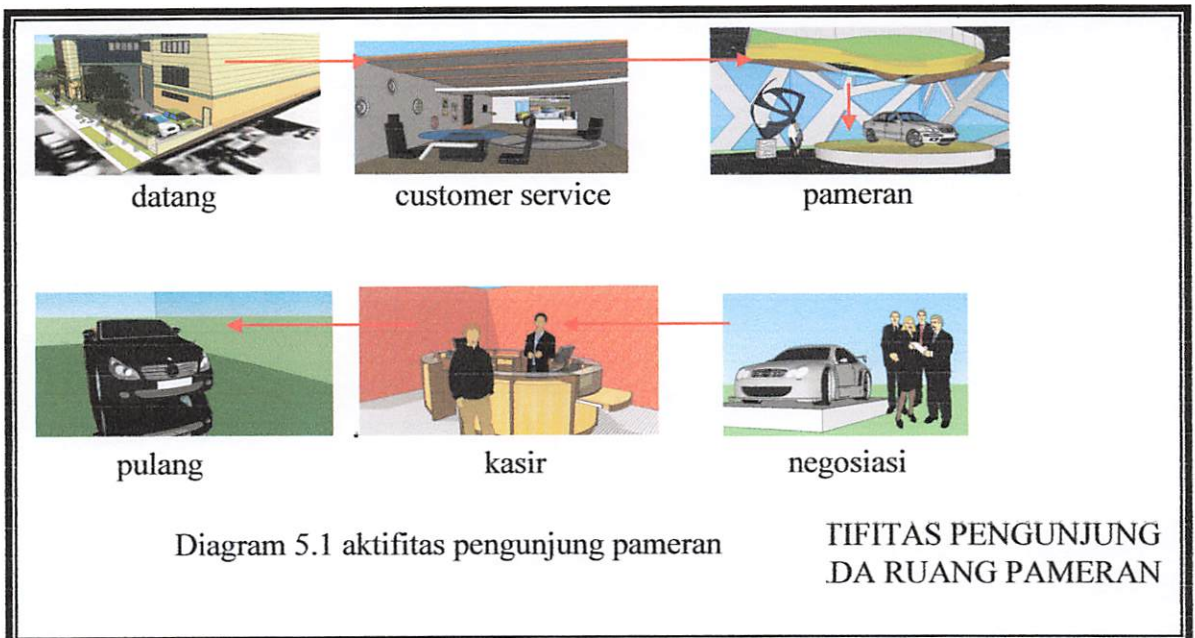 datang
customer service
pameran
pulang
kasir
negosiasi
Diagram 5.1 aktifitas pengunjung pameran
TIFITAS PENGUNJUNG
DA RUANG PAMERAN